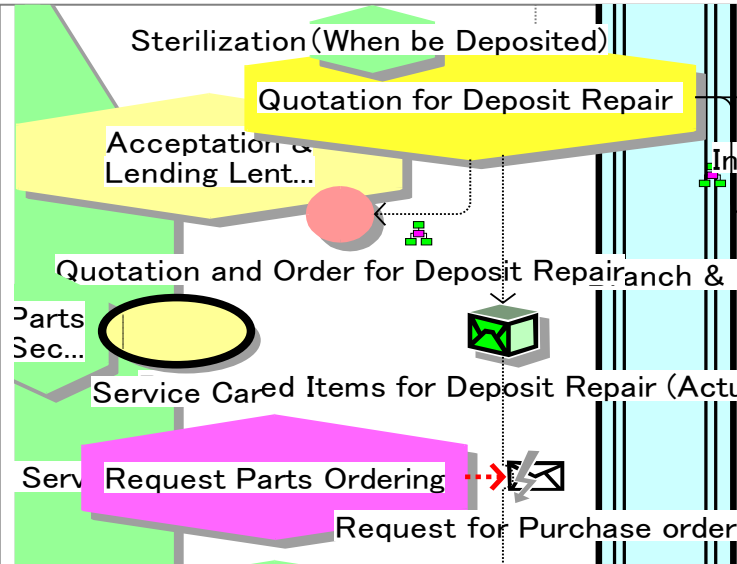 Sterilization(When be Deposited)
Quotation for Deposit Repair
Acceptation &
Lending Lent...
In
Quotation and Order for Deposit Repair
anch &
Parts
Sec...
Service Car
ed Items for Deposit Repair (Actu
Serv
Request Parts Ordering
Request for Purchase order